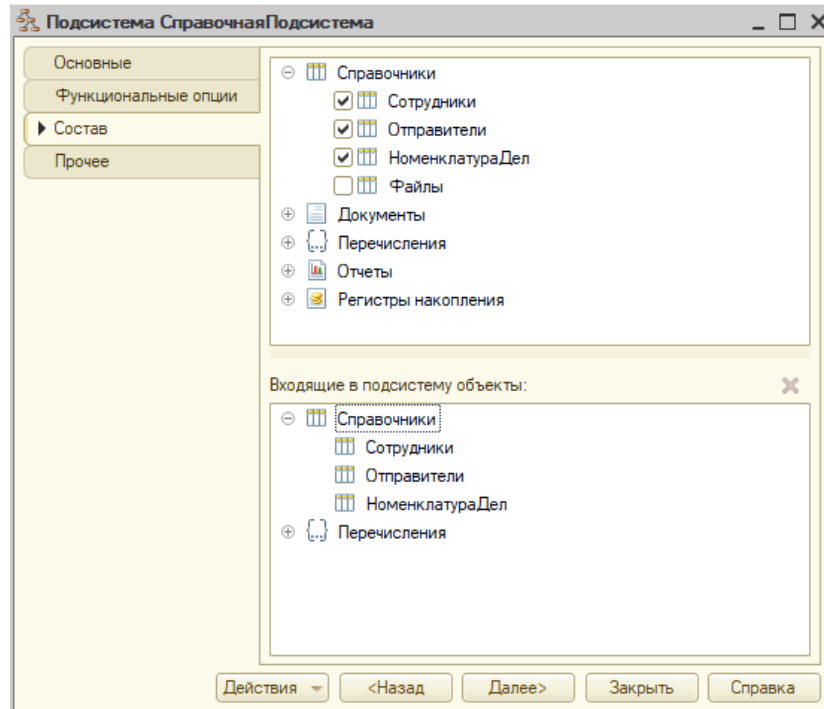 Подсистема СправочнаяПодсистема
Основные
Функциональные опции
Состав
Прочее
Справочники
Сотрудники
Отправители
НоменклатураДел
Файлы
Документы
Перечисления
Отчеты
Регистры накопления
Входящие в подсистему объекты:
Справочники
Сотрудники
Отправители
НоменклатураДел
Перечисления
Действия
<Назад
Далее>
Закрыть
Справка